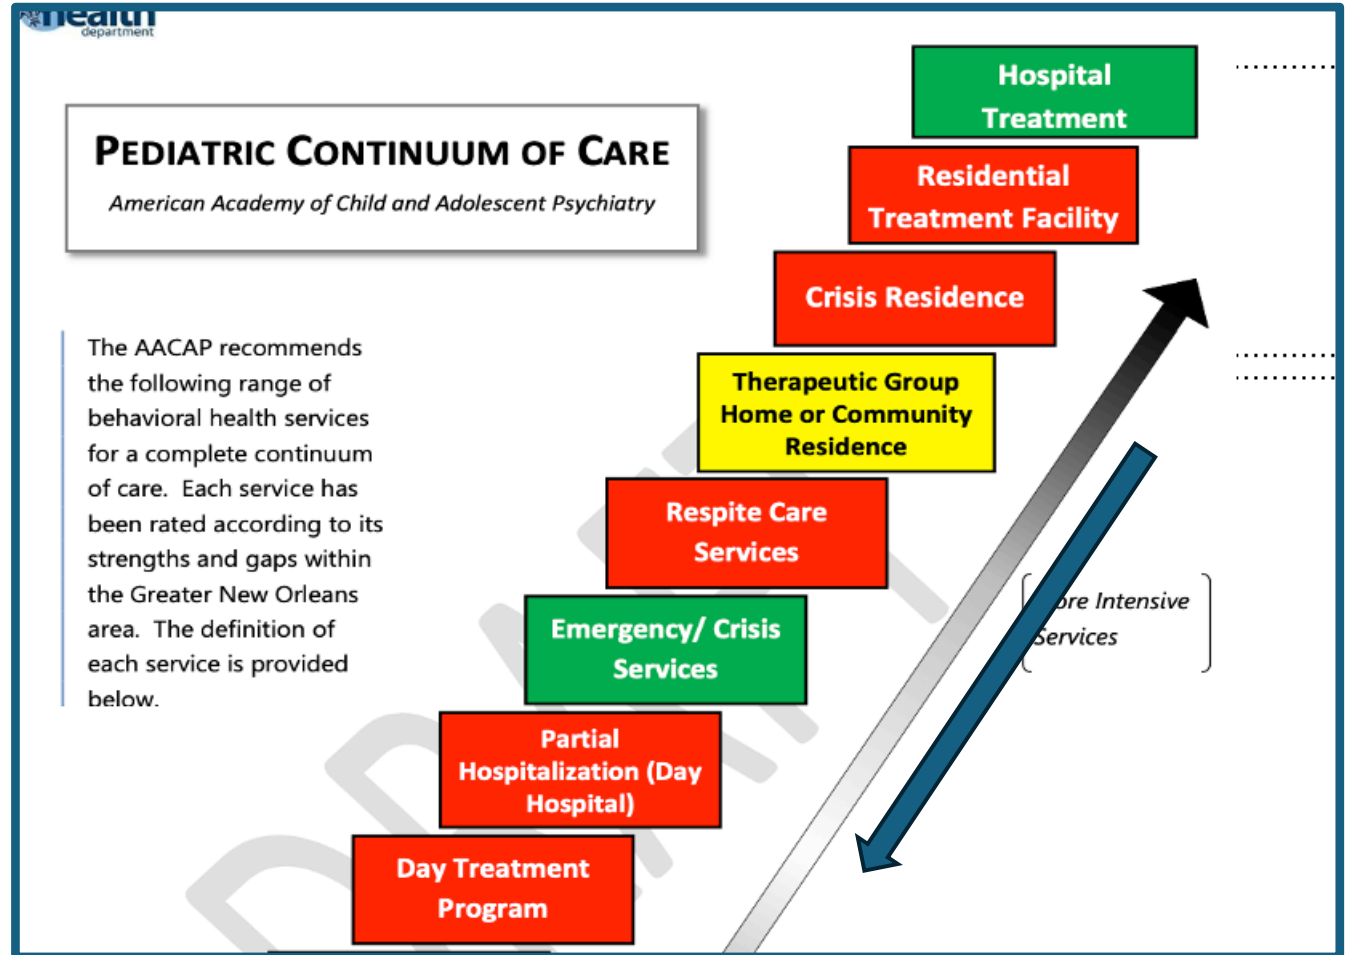 health
department
PEDIATRIC CONTINUUM OF CARE
American Academy of Child and Adolescent Psychiatry
The AACAP recommends
the following range of
behavioral health services
for a complete continuum
of care.  Each service has
been rated according to its
strengths and gaps within
the Greater New Orleans
area.  The definition of
each service is provided
below.
Hospital
Treatment
Residential
Treatment Facility
Crisis Residence
Therapeutic Group
Home or Community
Residence
Respite Care
Services
Emergency/ Crisis
Services
Partial
Hospitalization (Day
Hospital)
Day Treatment
Program
Intensive
Services
DRAFT